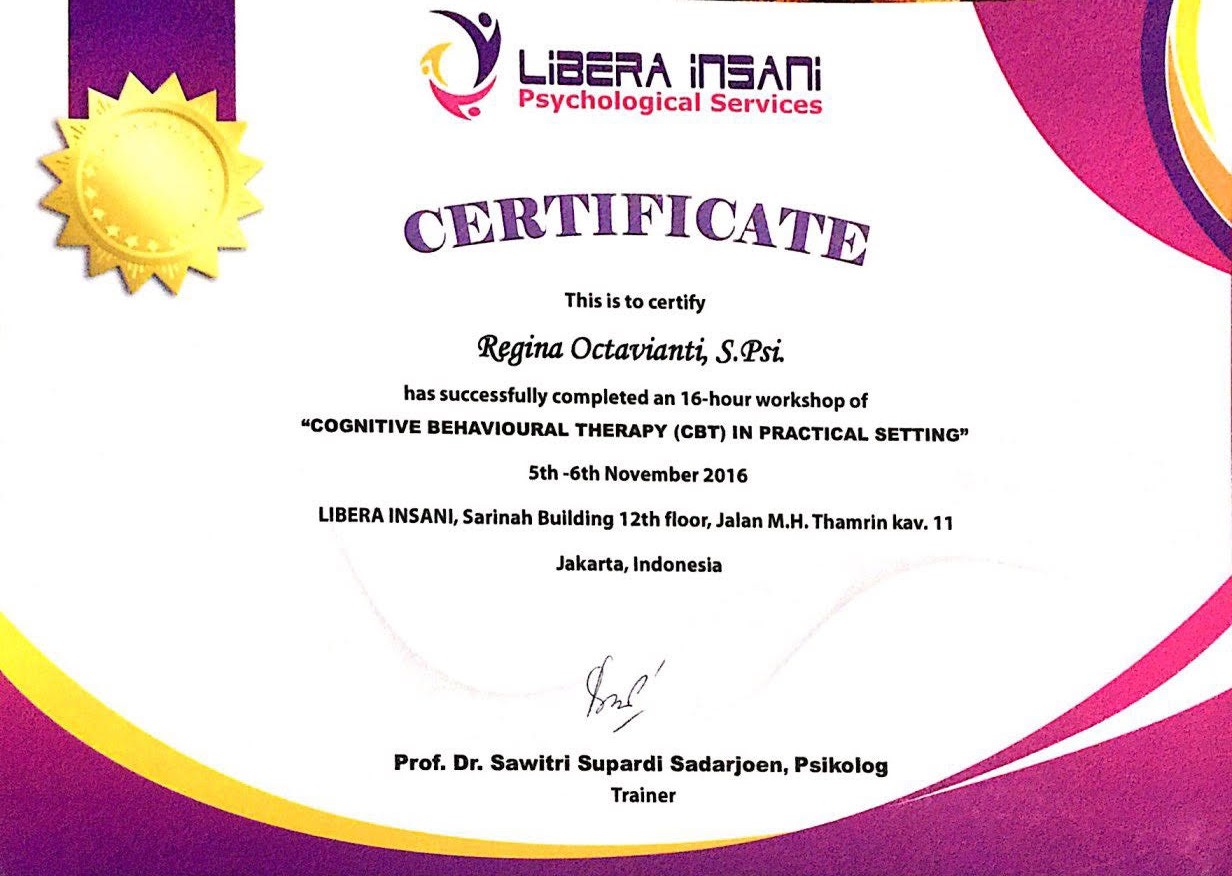 LIBERA INSANI
Psychological Services
CERTIFICATE
This is to certify
Regina Octavianti, S.Psi.
has successfully completed an 16-hour workshop of
“COGNITIVE BEHAVIOURAL THERAPY (CBT) IN PRACTICAL SETTING”
5th -6th November 2016
LIBERA INSANI, Sarinah Building 12th floor, Jalan M.H. Thamrin kav. 11
Jakarta, Indonesia
Prof. Dr. Sawitri Supardi Sadarjoen, Psikolog
Trainer